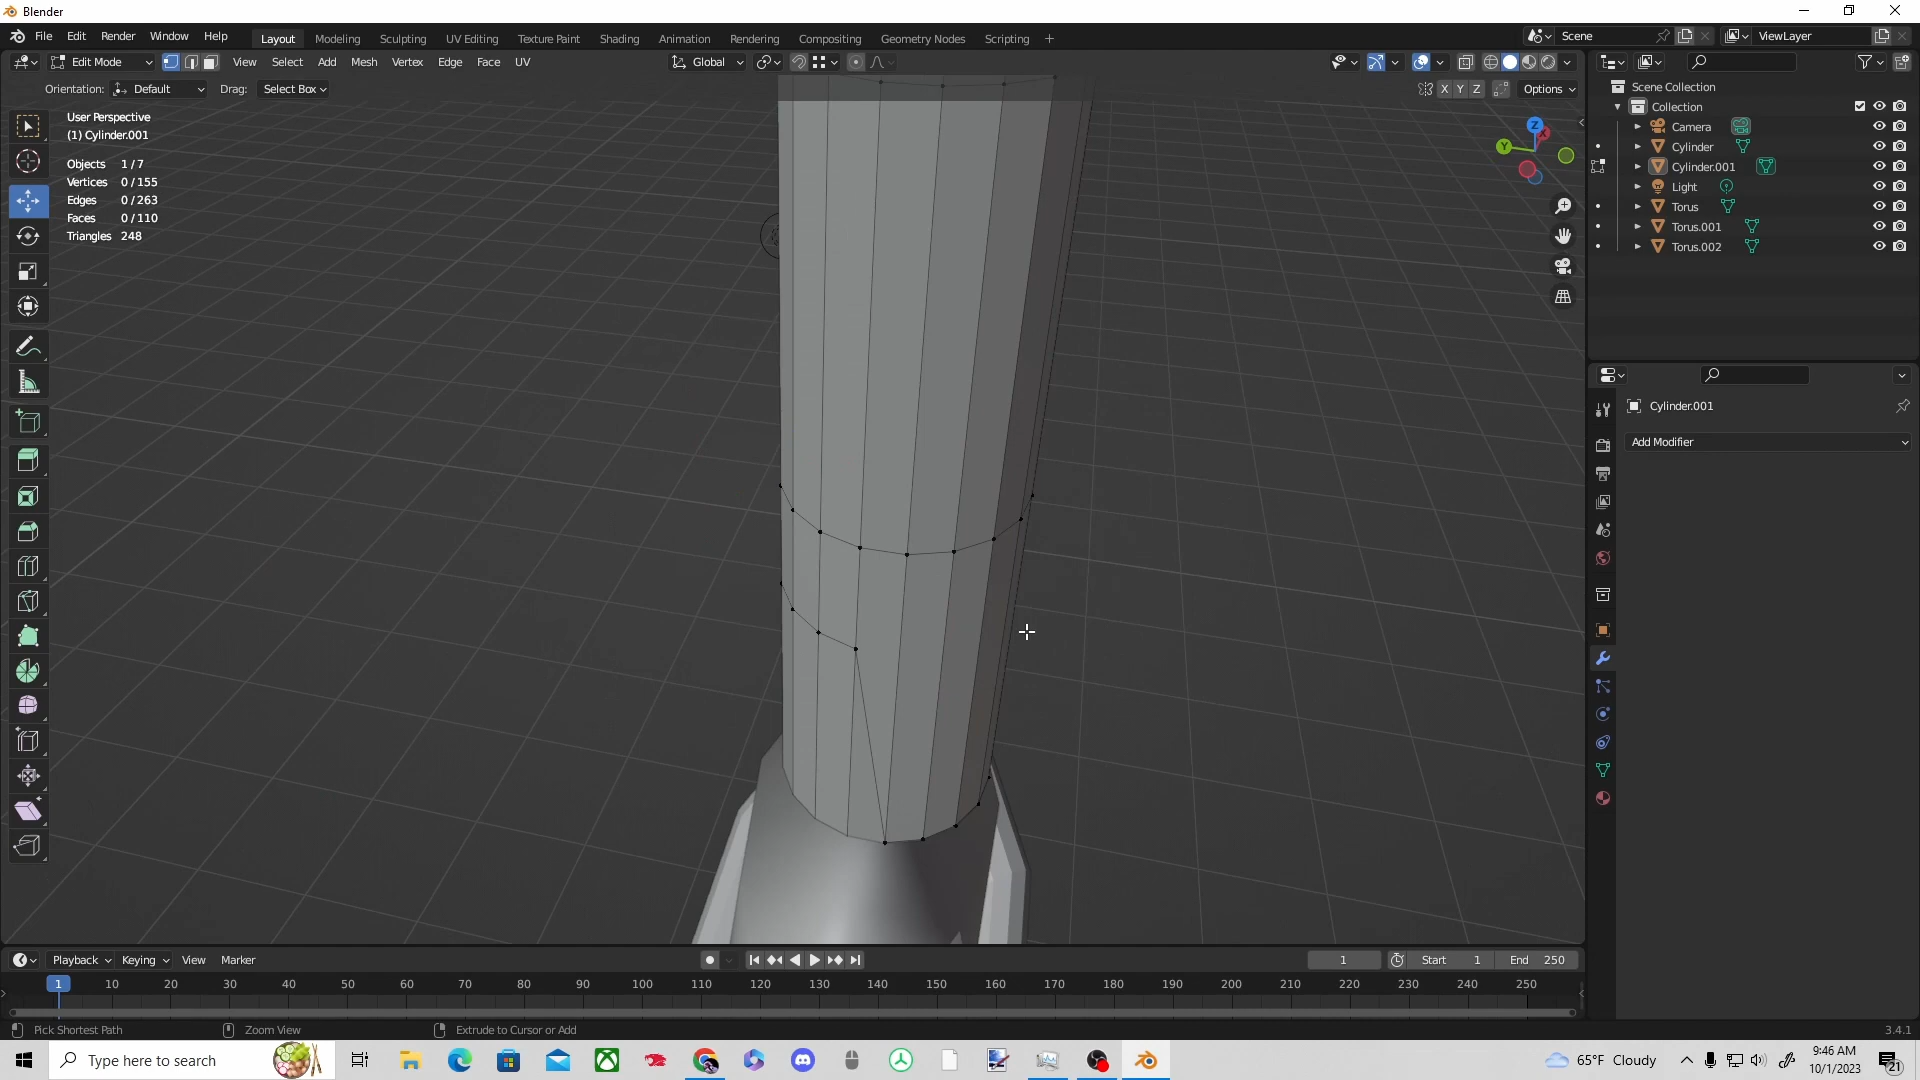 Blender
File Edit Render Window Help Layout Modeling Sculpting UV Editing Texture Paint Shading Animation Rendering Compositing Geometry Nodes Scripting + Scene ViewLayer
Edit Mode View Select Add Mesh Vertex Edge Face UV Global
Orientation: Default Drag: Select Box X Y Z Options
User Perspective
(1) Cylinder.001
Objects 1/7
Vertices 0/155
Edges 0/263
Faces 0/110
Triangles 248
Z
X
Y
Scene Collection
Collection
Camera
Cylinder
Cylinder.001
Light
Torus
Torus.001
Torus.002
Cylinder.001
Add Modifier
Playback Keying View Marker 1 Start 1 End 250
1 10 20 30 40 50 60 70 80 90 100 110 120 130 140 150 160 170 180 190 200 210 220 230 240 250
Pick Shortest Path Zoom View Extrude to Cursor or Add 3.4.1
Type here to search 65°F Cloudy 9:46 AM
10/1/2023 21